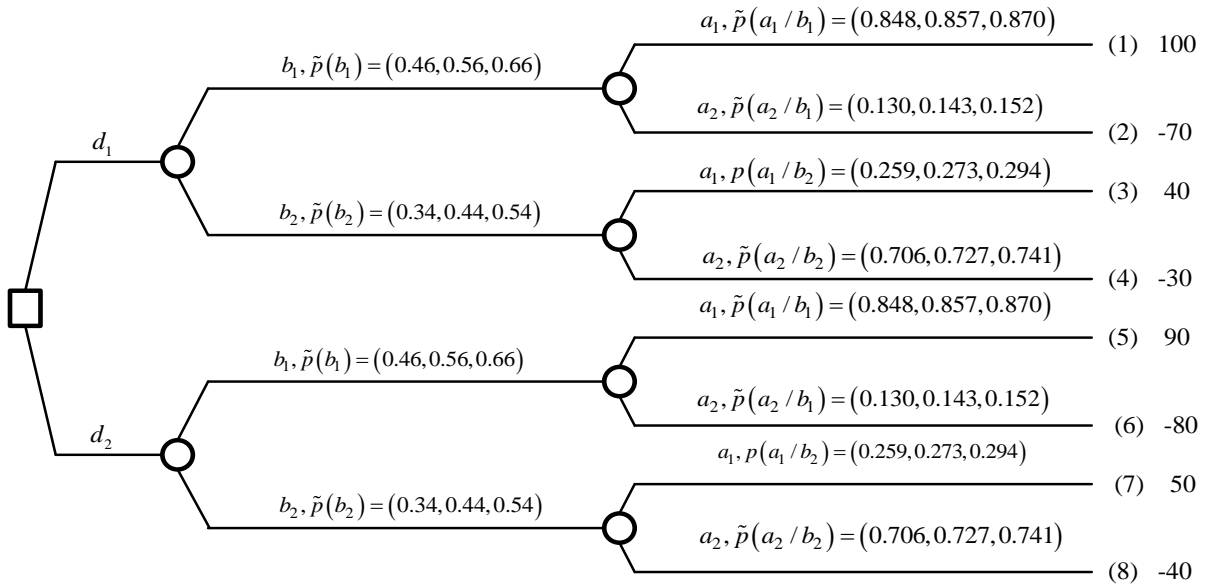 a₁, p̃(a₁/b₁) = (0.848, 0.857, 0.870)
(1) 100
b₁, p̃(b₁) = (0.46, 0.56, 0.66)
a₂, p̃(a₂/b₁) = (0.130, 0.143, 0.152)
(2) -70
d₁
a₁, p(a₁/b₂) = (0.259, 0.273, 0.294)
(3) 40
b₂, p̃(b₂) = (0.34, 0.44, 0.54)
a₂, p̃(a₂/b₂) = (0.706, 0.727, 0.741)
(4) -30
a₁, p̃(a₁/b₁) = (0.848, 0.857, 0.870)
(5) 90
b₁, p̃(b₁) = (0.46, 0.56, 0.66)
a₂, p̃(a₂/b₁) = (0.130, 0.143, 0.152)
(6) -80
d₂
a₁, p(a₁/b₂) = (0.259, 0.273, 0.294)
(7) 50
b₂, p̃(b₂) = (0.34, 0.44, 0.54)
a₂, p̃(a₂/b₂) = (0.706, 0.727, 0.741)
(8) -40